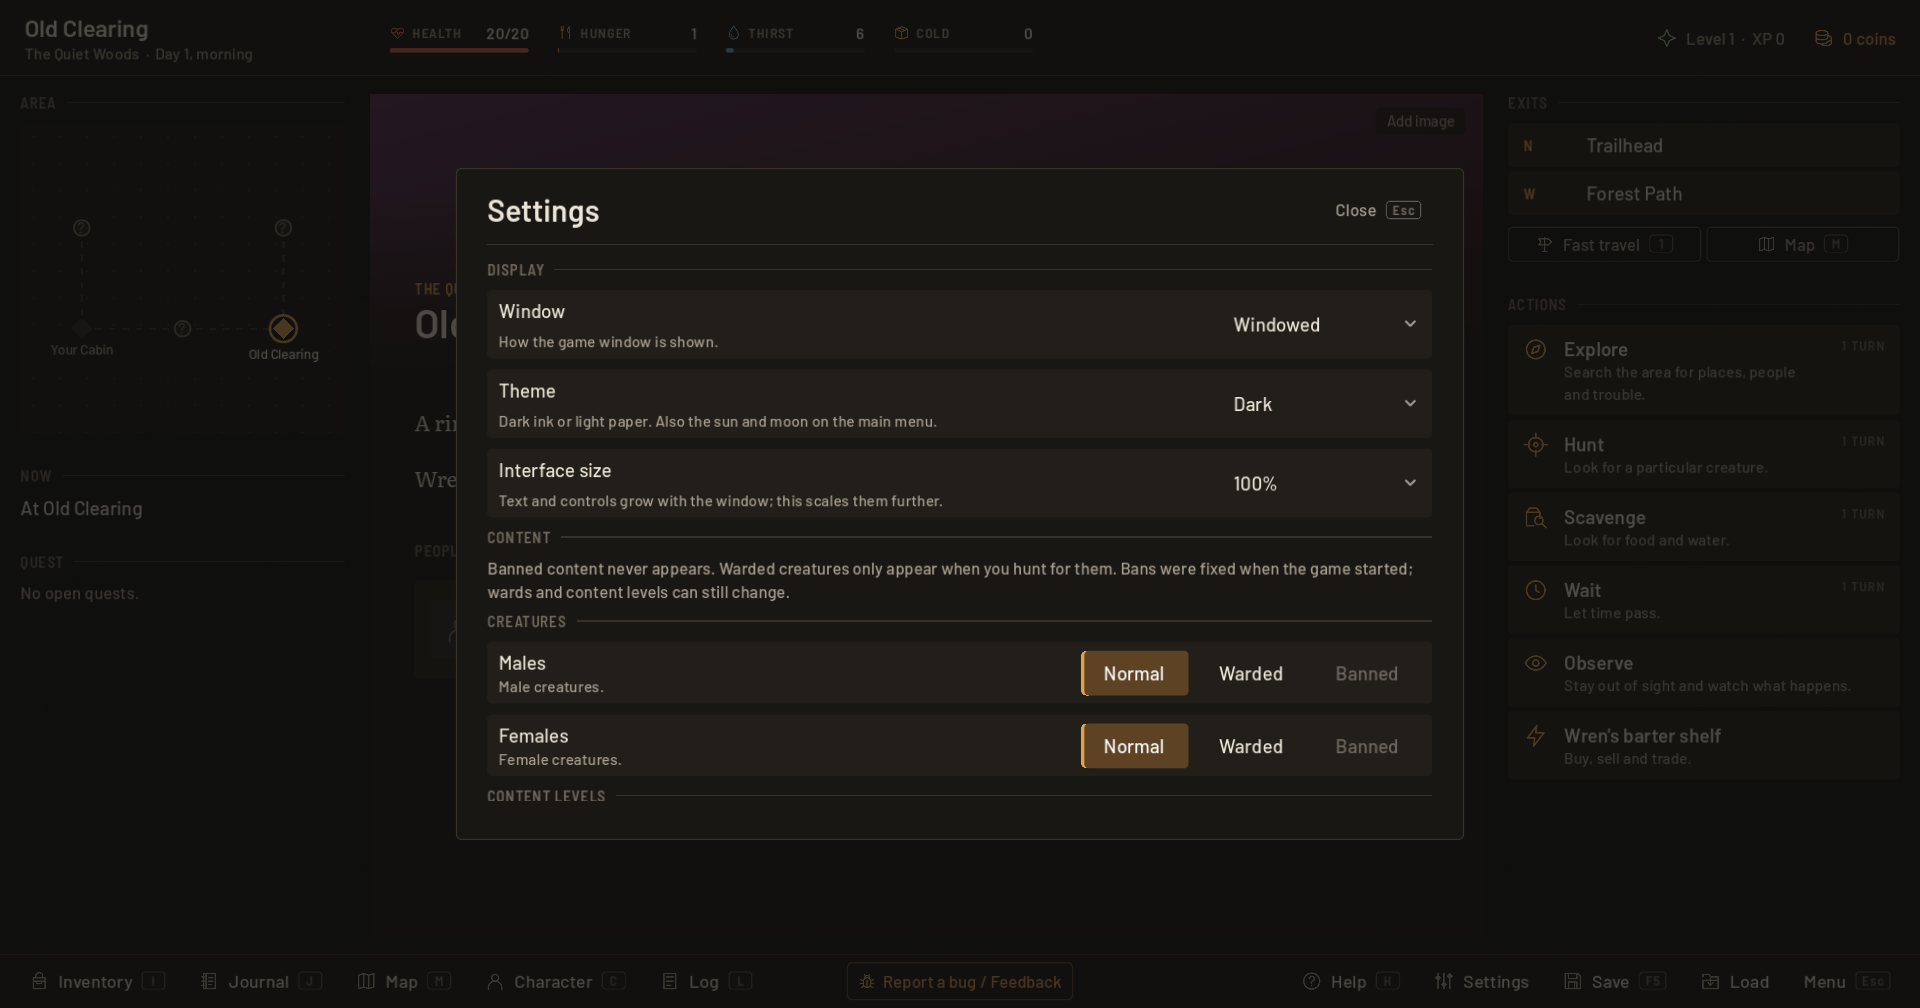 Old Clearing
The Quiet Woods · Day 1, morning
HEALTH 20/20
HUNGER 1
THIRST 6
COLD 0
Level 1 · XP 0
0 coins
AREA
?
?
?
Your Cabin
Old Clearing
NOW
At Old Clearing
QUEST
No open quests.
Add image
THE QU
Ol
A ri
Wre
PEOPL
Settings
Close Esc
DISPLAY
Window
How the game window is shown.
Windowed
Theme
Dark ink or light paper. Also the sun and moon on the main menu.
Dark
Interface size
Text and controls grow with the window; this scales them further.
100%
CONTENT
Banned content never appears. Warded creatures only appear when you hunt for them. Bans were fixed when the game started;
wards and content levels can still change.
CREATURES
Males
Male creatures.
Normal Warded Banned
Females
Female creatures.
Normal Warded Banned
CONTENT LEVELS
EXITS
N Trailhead
W Forest Path
Fast travel 1
Map M
ACTIONS
Explore 1 TURN
Search the area for places, people
and trouble.
Hunt 1 TURN
Look for a particular creature.
Scavenge 1 TURN
Look for food and water.
Wait 1 TURN
Let time pass.
Observe
Stay out of sight and watch what happens.
Wren's barter shelf
Buy, sell and trade.
Inventory I
Journal J
Map M
Character C
Log L
Report a bug / Feedback
Help H
Settings
Save F5
Load
Menu Esc